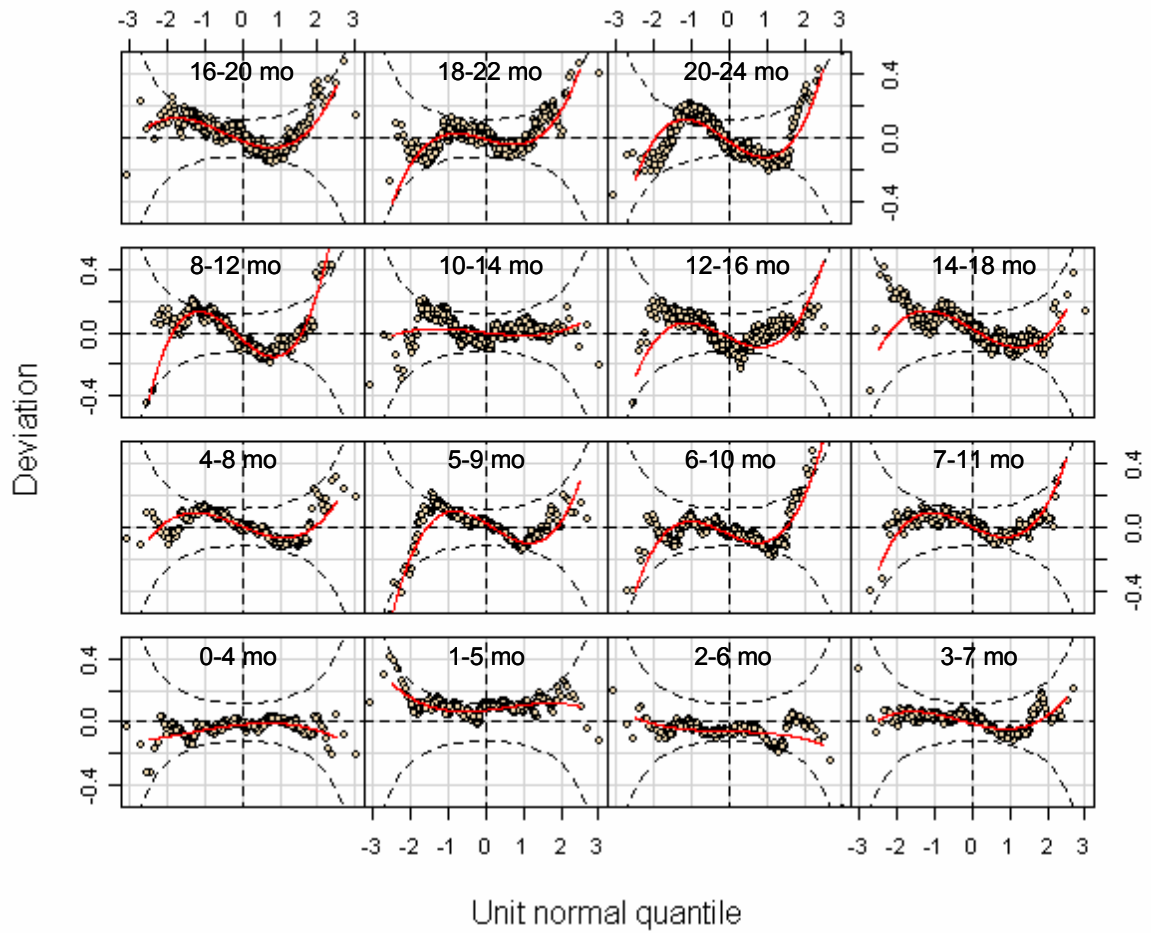 -3 -2 -1 0 1 2 3 -3 -2 -1 0 1 2 3
16-20 mo 18-22 mo 20-24 mo
-0.4 0.0 0.4
8-12 mo 10-14 mo 12-16 mo 14-18 mo
-0.4 0.0 0.4
Deviation
4-8 mo 5-9 mo 6-10 mo 7-11 mo
-0.4 0.0 0.4
0-4 mo 1-5 mo 2-6 mo 3-7 mo
-0.4 0.0 0.4
-3 -2 -1 0 1 2 3 -3 -2 -1 0 1 2 3
Unit normal quantile